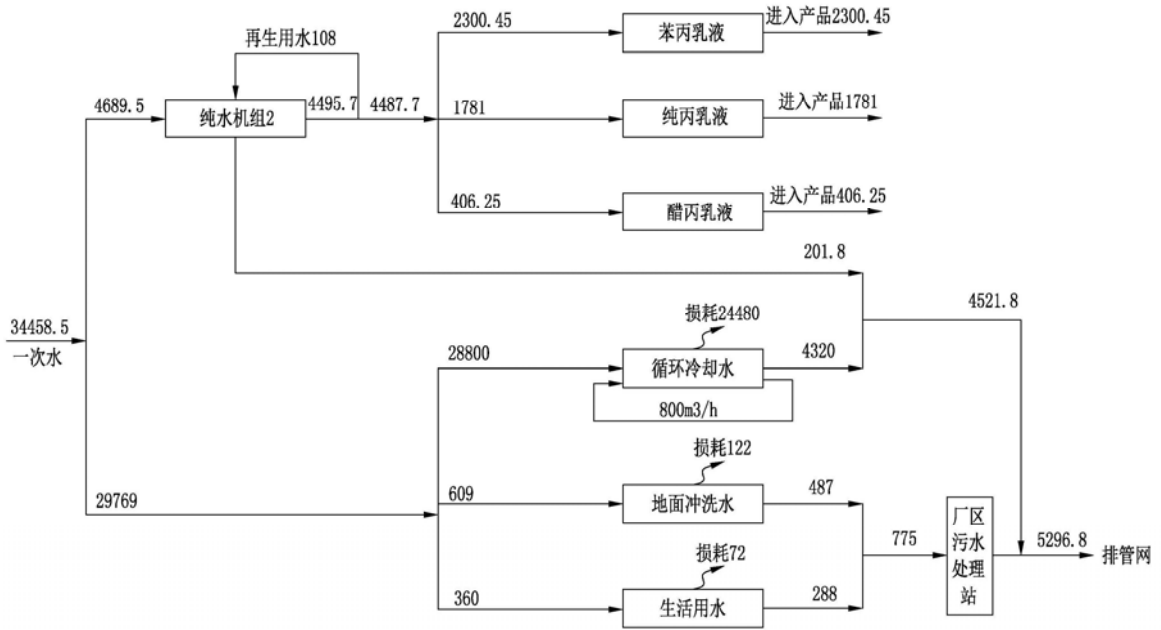 2300.45
苯丙乳液
进入产品2300.45
再生用水108
4689.5
纯水机组2
4495.7
4487.7
1781
纯丙乳液
进入产品1781
406.25
醋丙乳液
进入产品406.25
201.8
34458.5
一次水
4521.8
损耗24480
28800
循环冷却水
4320
800m3/h
损耗122
29769
609
地面冲洗水
487
损耗72
360
生活用水
288
775
厂区
污水
处理
站
5296.8
排管网